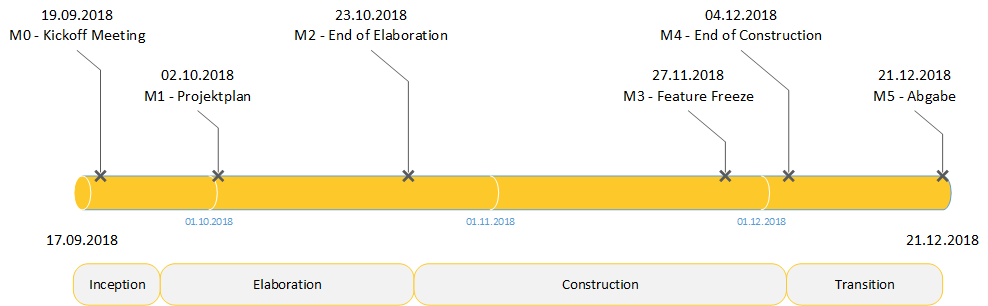 19.09.2018
M0 - Kickoff Meeting
23.10.2018
M2 - End of Elaboration
04.12.2018
M4 - End of Construction
02.10.2018
M1 - Projektplan
27.11.2018
M3 - Feature Freeze
21.12.2018
M5 - Abgabe
01.10.2018
01.11.2018
01.12.2018
17.09.2018
21.12.2018
Inception
Elaboration
Construction
Transition